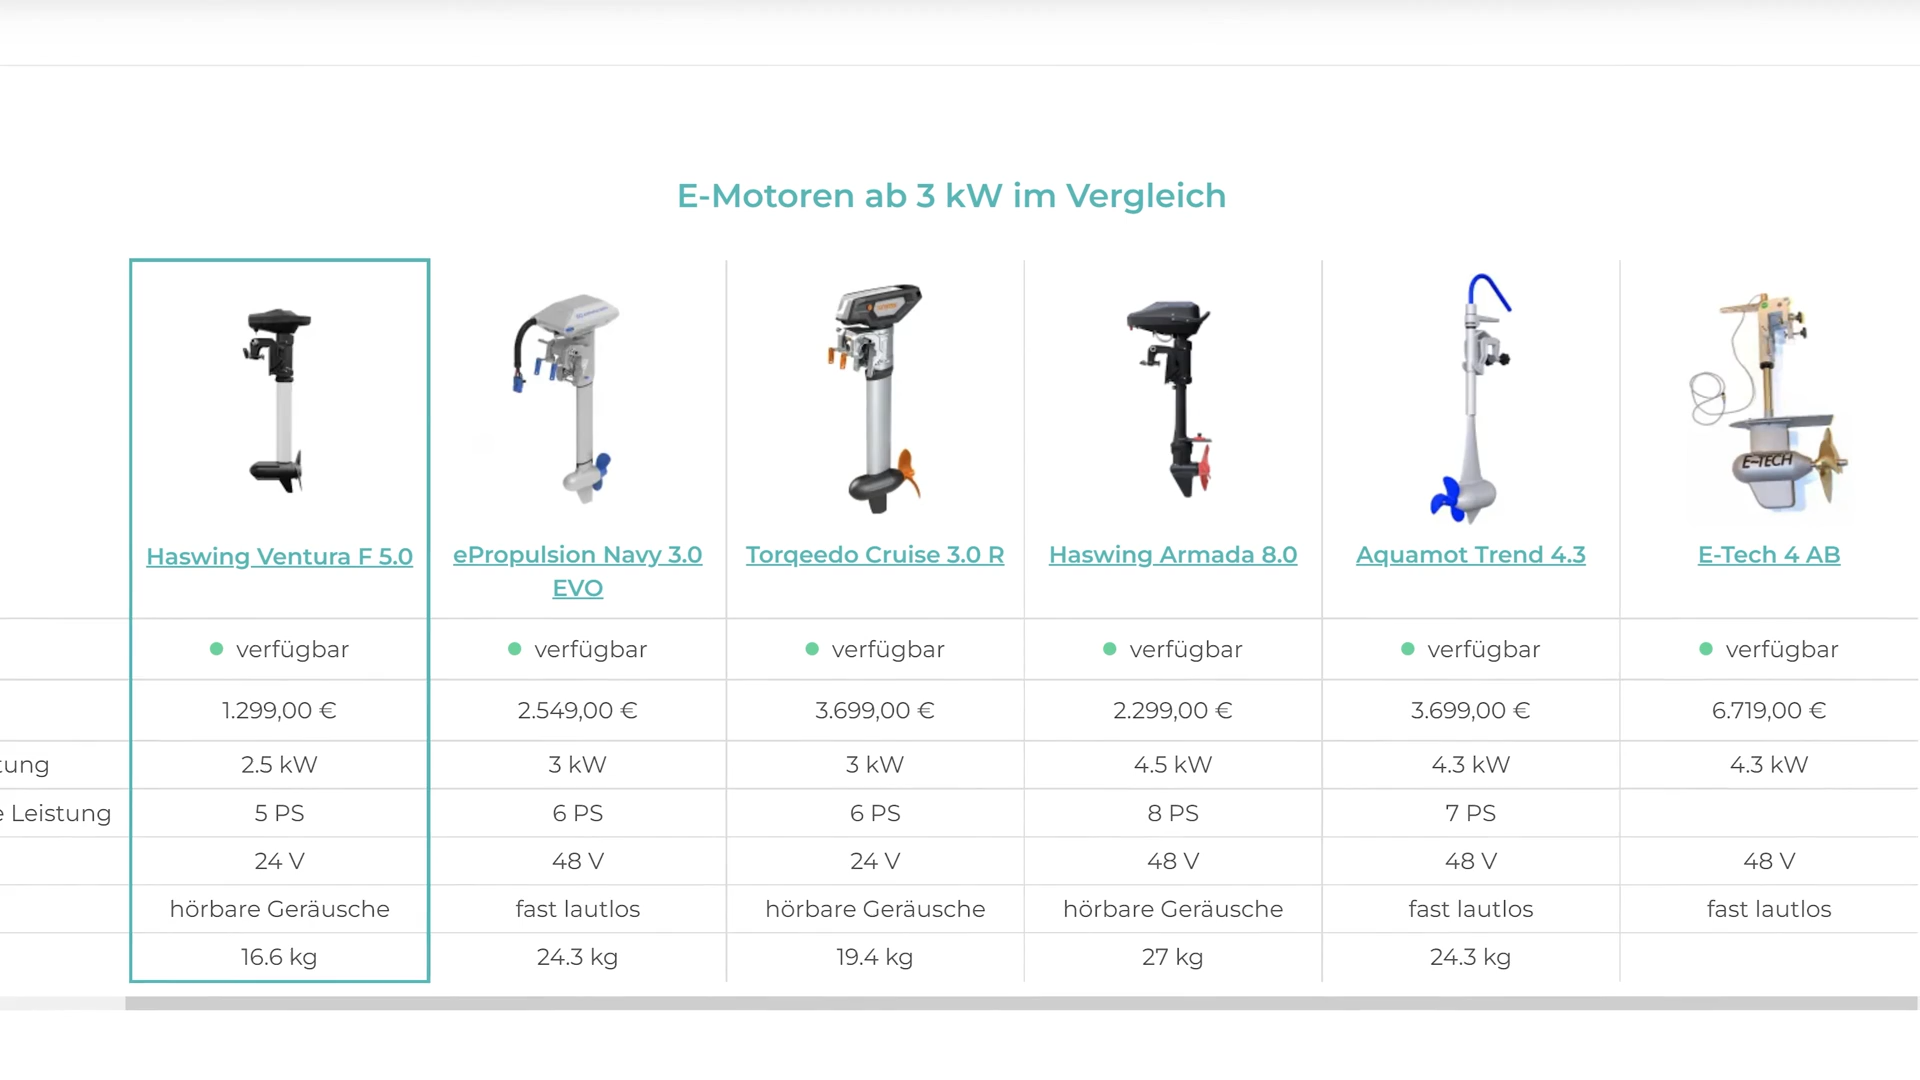 E-Motoren ab 3 kW im Vergleich
E-TECH
Haswing Ventura F 5.0 ePropulsion Navy 3.0 EVO Torqeedo Cruise 3.0 R Haswing Armada 8.0 Aquamot Trend 4.3 E-Tech 4 AB
verfügbar verfügbar verfügbar verfügbar verfügbar verfügbar
1.299,00 € 2.549,00 € 3.699,00 € 2.299,00 € 3.699,00 € 6.719,00 €
tung 2.5 kW 3 kW 3 kW 4.5 kW 4.3 kW 4.3 kW
e Leistung 5 PS 6 PS 6 PS 8 PS 7 PS
24 V 48 V 24 V 48 V 48 V 48 V
hörbare Geräusche fast lautlos hörbare Geräusche hörbare Geräusche fast lautlos fast lautlos
16.6 kg 24.3 kg 19.4 kg 27 kg 24.3 kg